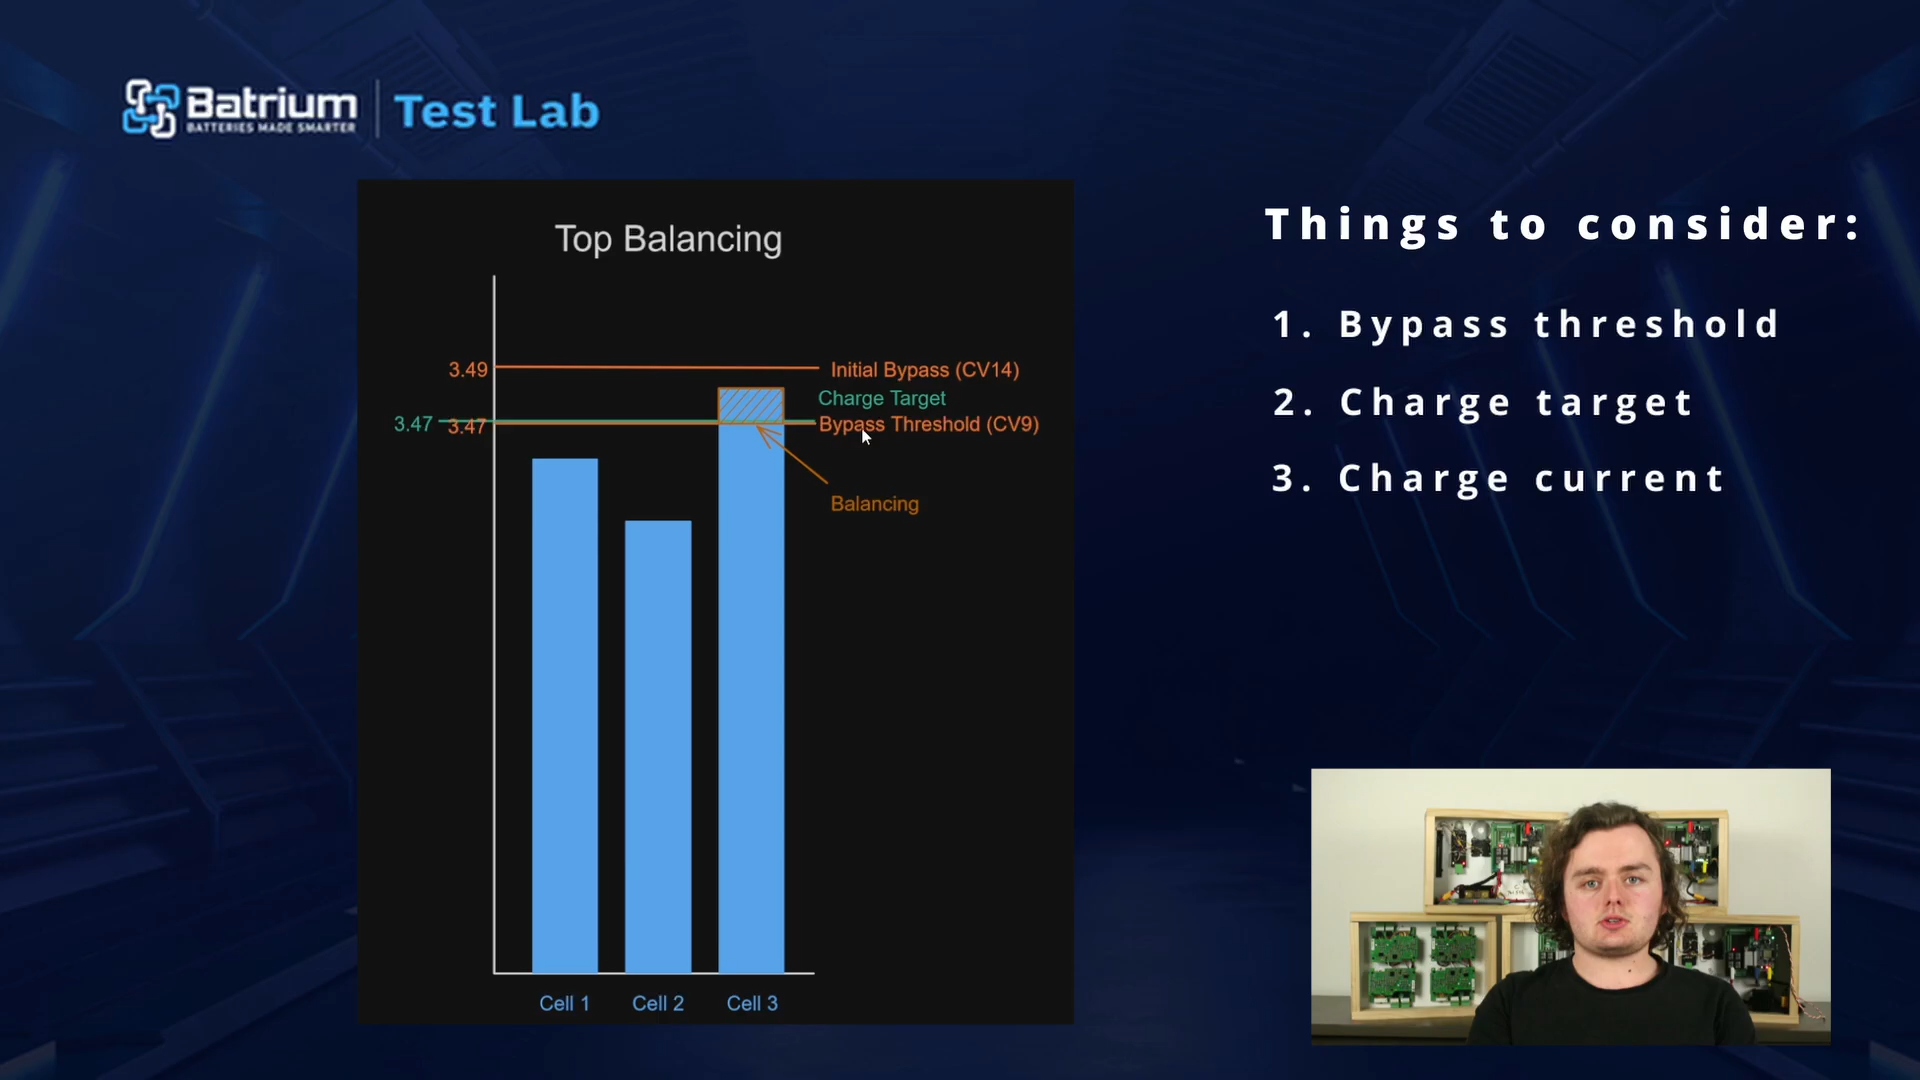 Batrium
BATTERIES MADE SMARTER
Test Lab
Top Balancing
3.49
Initial Bypass (CV14)
Charge Target
3.47
3.47
Bypass Threshold (CV9)
Balancing
Cell 1
Cell 2
Cell 3
Things to consider:
1. Bypass threshold
2. Charge target
3. Charge current